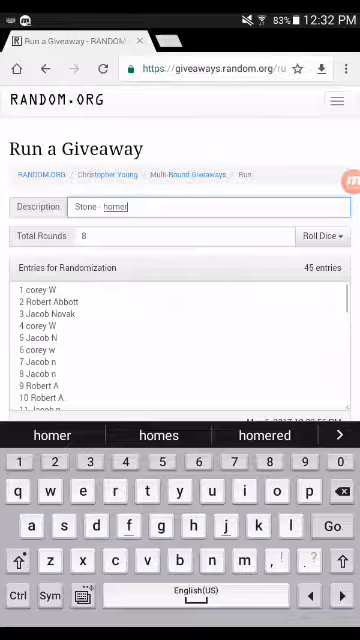 83% 12:32 PM
Run a Giveaway - RANDOM
https://giveaways.random.org/ru
RANDOM.ORG
Run a Giveaway
RANDOM.ORG Christopher Young Multi-Round Giveaways Run
Description Stone - homer
Total Rounds 8 Roll Dice
Entries for Randomization 45 entries
1 corey W
2 Robert Abbott
3 Jacob Novak
4 corey W
5 Jacob N
6 corey w
7 Jacob n
8 Jacob n
9 Robert A
10 Robert A
11 Jacob n
homer homes homered
1 2 3 4 5 6 7 8 9 0
q w e r t y u i o p
a s d f g h j k l Go
z x c v b n m , ! . ?
Ctrl Sym English(US)